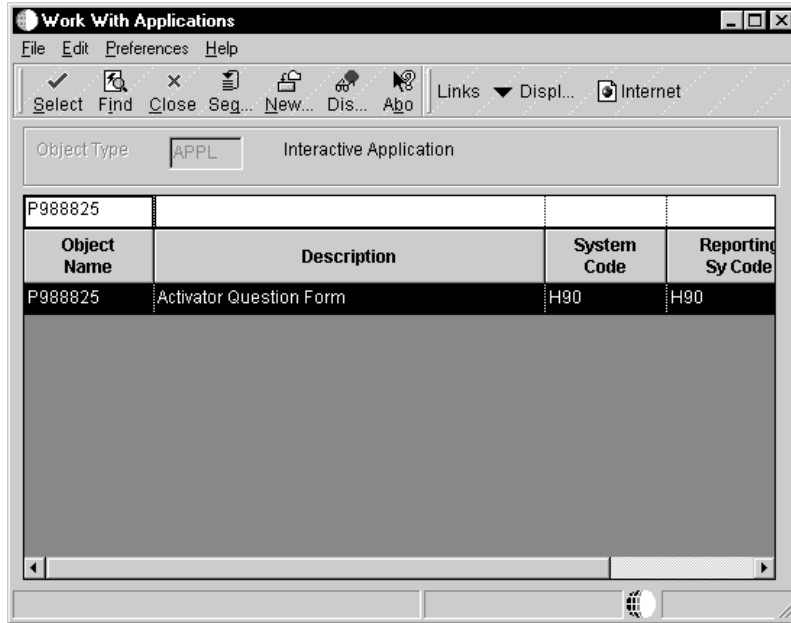 Work With Applications
File Edit Preferences Help
Select Find Close Seq... New... Dis... Abo Links Displ... Internet
Object Type APPL Interactive Application
P988825
Object Name Description System Code Reporting Sy Code
P988825 Activator Question Form H90 H90